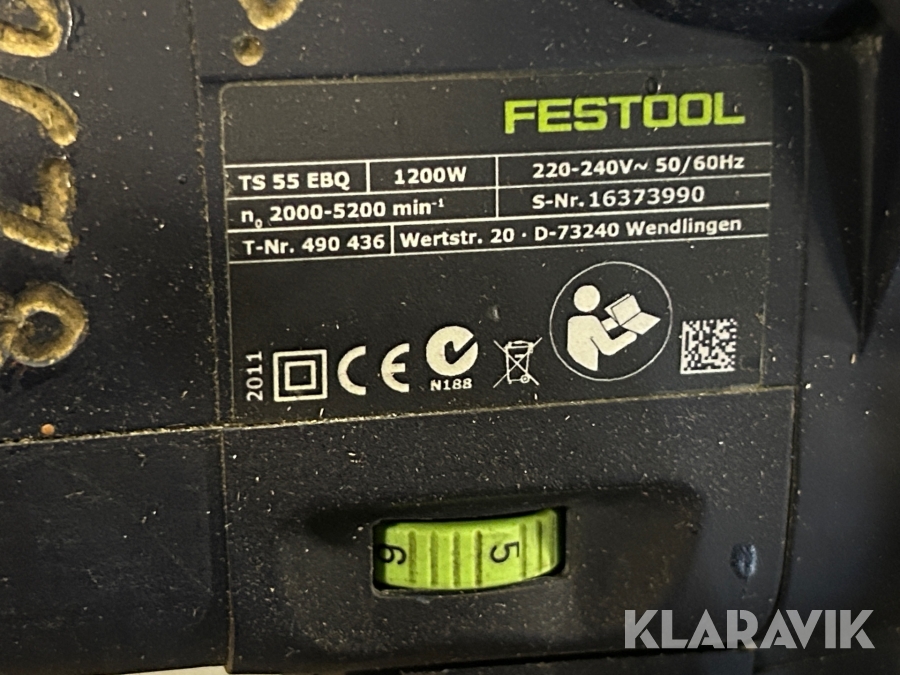 FESTOOL
TS 55 EBQ 1200W 220-240V~ 50/60Hz
n₀ 2000-5200 min⁻¹ S-Nr. 16373990
T-Nr. 490 436 Wertstr. 20 · D-73240 Wendlingen
2011 CE N188
6 5
KLARAVIK